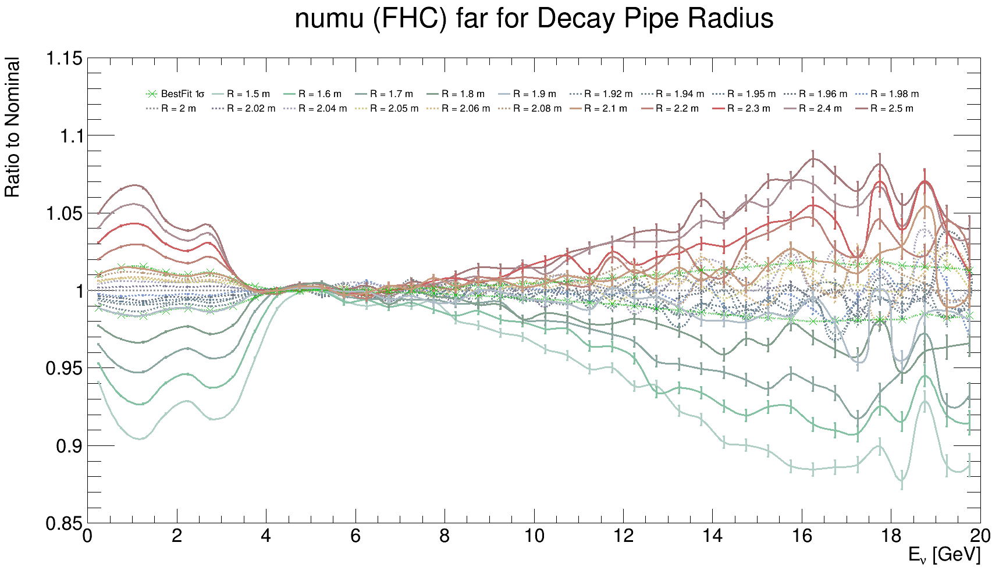 numu (FHC) far for Decay Pipe Radius
Ratio to Nominal
1.15
BestFit 1σ R = 1.5 m R = 1.6 m R = 1.7 m R = 1.8 m R = 1.9 m R = 1.92 m R = 1.94 m R = 1.95 m R = 1.96 m R = 1.98 m
R = 2 m R = 2.02 m R = 2.04 m R = 2.05 m R = 2.06 m R = 2.08 m R = 2.1 m R = 2.2 m R = 2.3 m R = 2.4 m R = 2.5 m
1.1
1.05
1
0.95
0.9
0.85
0 2 4 6 8 10 12 14 16 18 20
Eν [GeV]